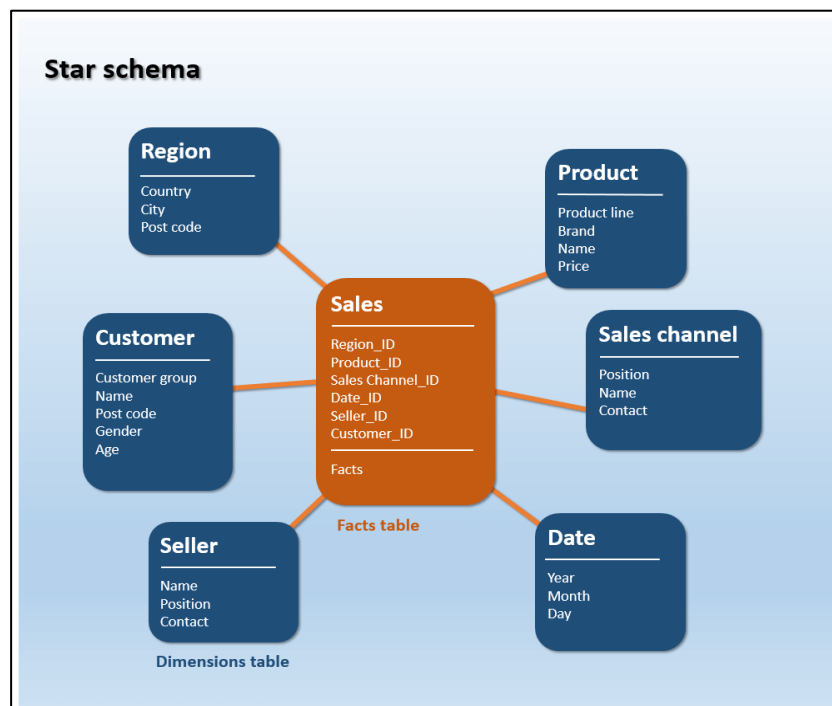 Star schema
Region
Country
City
Post code
Product
Product line
Brand
Name
Price
Sales
Region_ID
Product_ID
Sales Channel_ID
Date_ID
Seller_ID
Customer_ID
Facts
Facts table
Customer
Customer group
Name
Post code
Gender
Age
Sales channel
Position
Name
Contact
Seller
Name
Position
Contact
Dimensions table
Date
Year
Month
Day